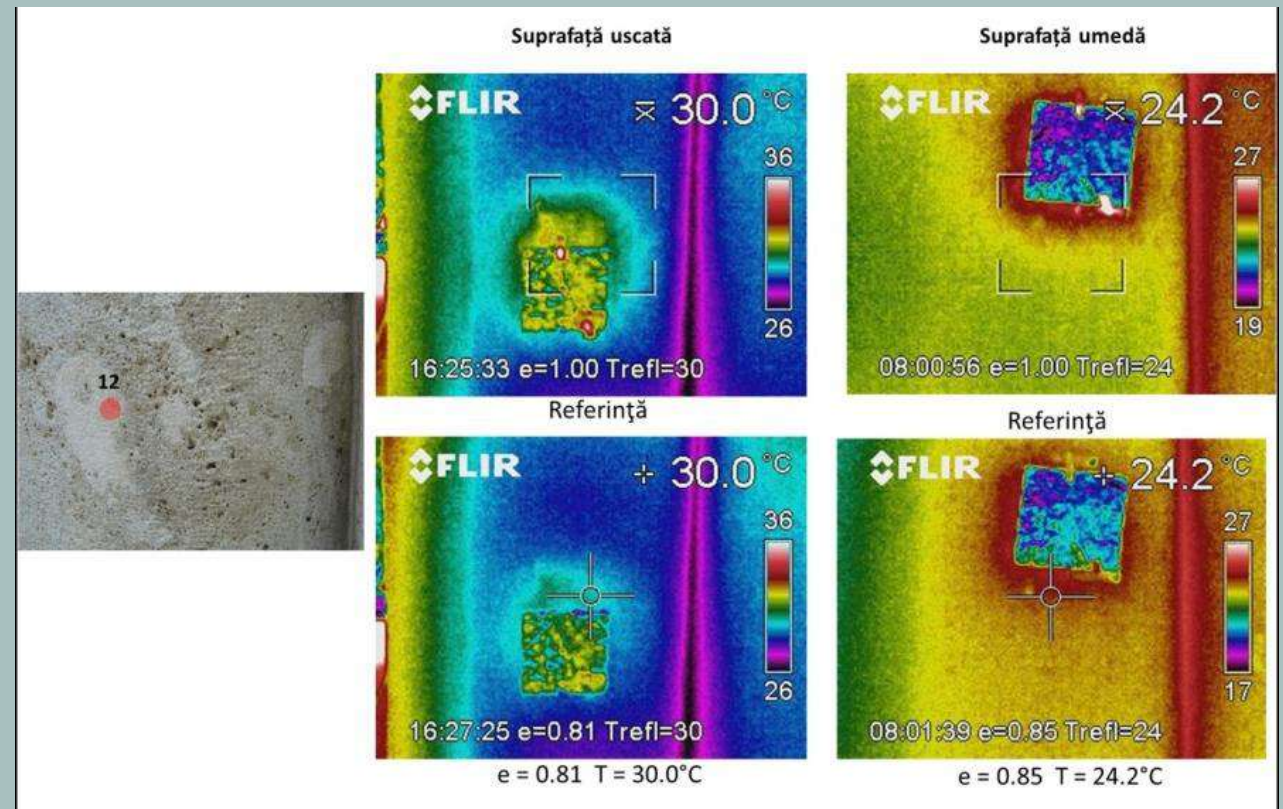 Suprafață uscată
Suprafață umedă
FLIR 30.0 °C
36
26
16:25:33 e=1.00 Trefl=30
FLIR 24.2 °C
27
19
08:00:56 e=1.00 Trefl=24
12
Referinţă
Referinţă
FLIR 30.0 °C
36
26
16:27:25 e=0.81 Trefl=30
FLIR 24.2 °C
27
17
08:01:39 e=0.85 Trefl=24
e = 0.81 T = 30.0°C
e = 0.85 T = 24.2°C